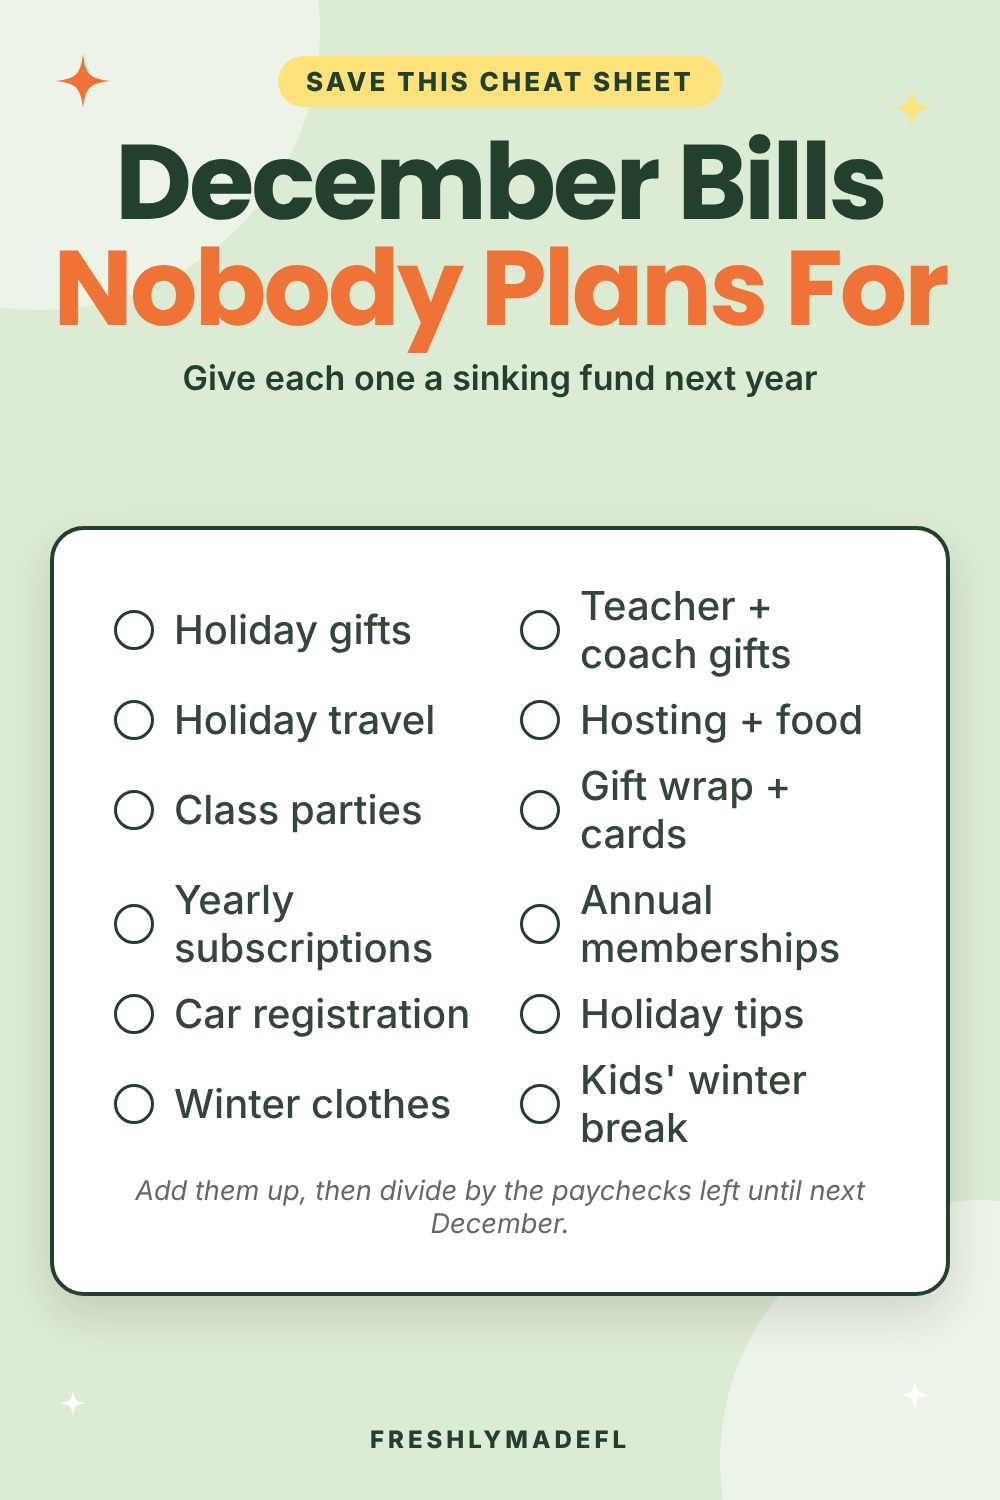 SAVE THIS CHEAT SHEET
December Bills
Nobody Plans For
Give each one a sinking fund next year
Holiday gifts
Teacher +
coach gifts
Holiday travel
Hosting + food
Class parties
Gift wrap +
cards
Yearly
subscriptions
Annual
memberships
Car registration
Holiday tips
Winter clothes
Kids' winter
break
Add them up, then divide by the paychecks left until next
December.
FRESHLYMADEFL